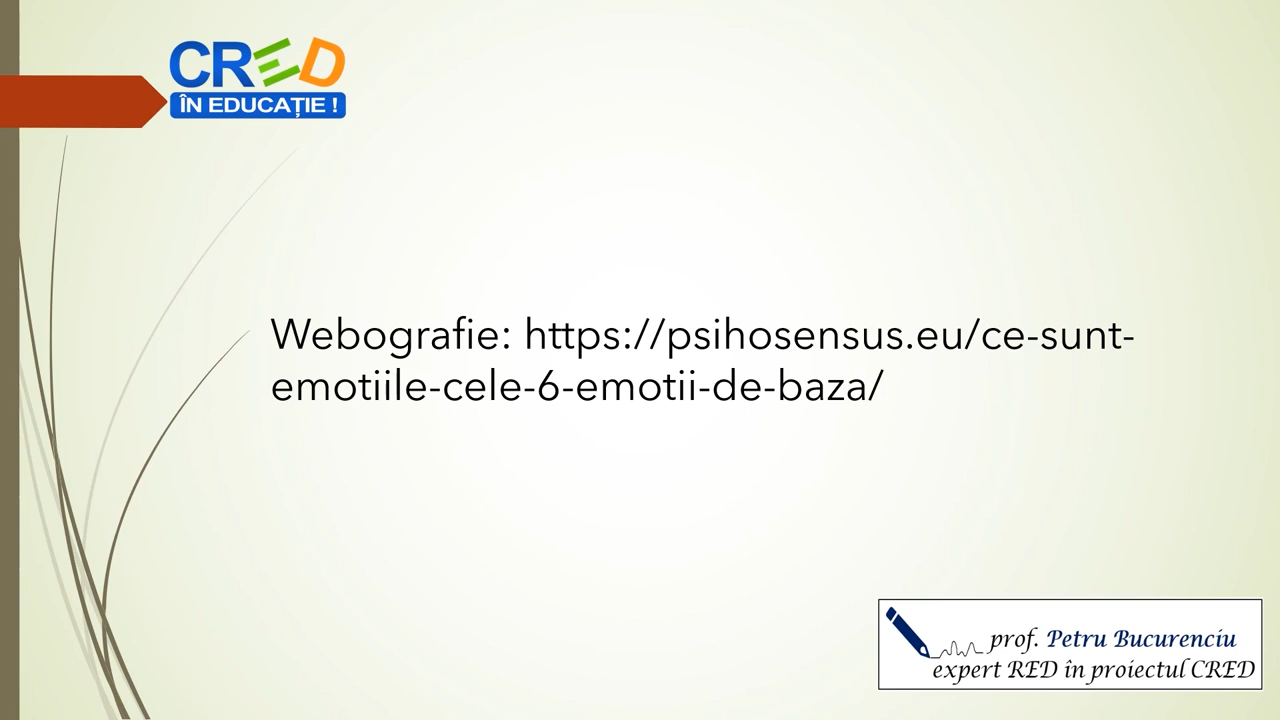 CRED
ÎN EDUCAȚIE !
Webografie: https://psihosensus.eu/ce-sunt-
emotiile-cele-6-emotii-de-baza/
prof. Petru Bucurenciu
expert RED în proiectul CRED